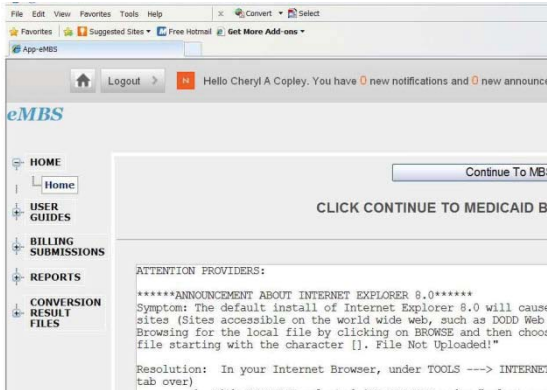 File Edit View Favorites Tools Help x Convert Select
Favorites Suggested Sites Free Hotmail Get More Add-ons
App-eMBS
Logout > N Hello Cheryl A Copley. You have 0 new notifications and 0 new announce
eMBS
HOME
Home
USER
GUIDES
BILLING
SUBMISSIONS
REPORTS
CONVERSION
RESULT
FILES
Continue To MB
CLICK CONTINUE TO MEDICAID B
ATTENTION PROVIDERS:
******ANNOUNCEMENT ABOUT INTERNET EXPLORER 8.0******
Symptom: The default install of Internet Explorer 8.0 will cause
sites (Sites accessible on the world wide web, such as DODD Web
Browsing for the local file by clicking on BROWSE and then choo
file starting with the character []. File Not Uploaded!"
Resolution: In your Internet Browser, under TOOLS ---> INTERNET
tab over)